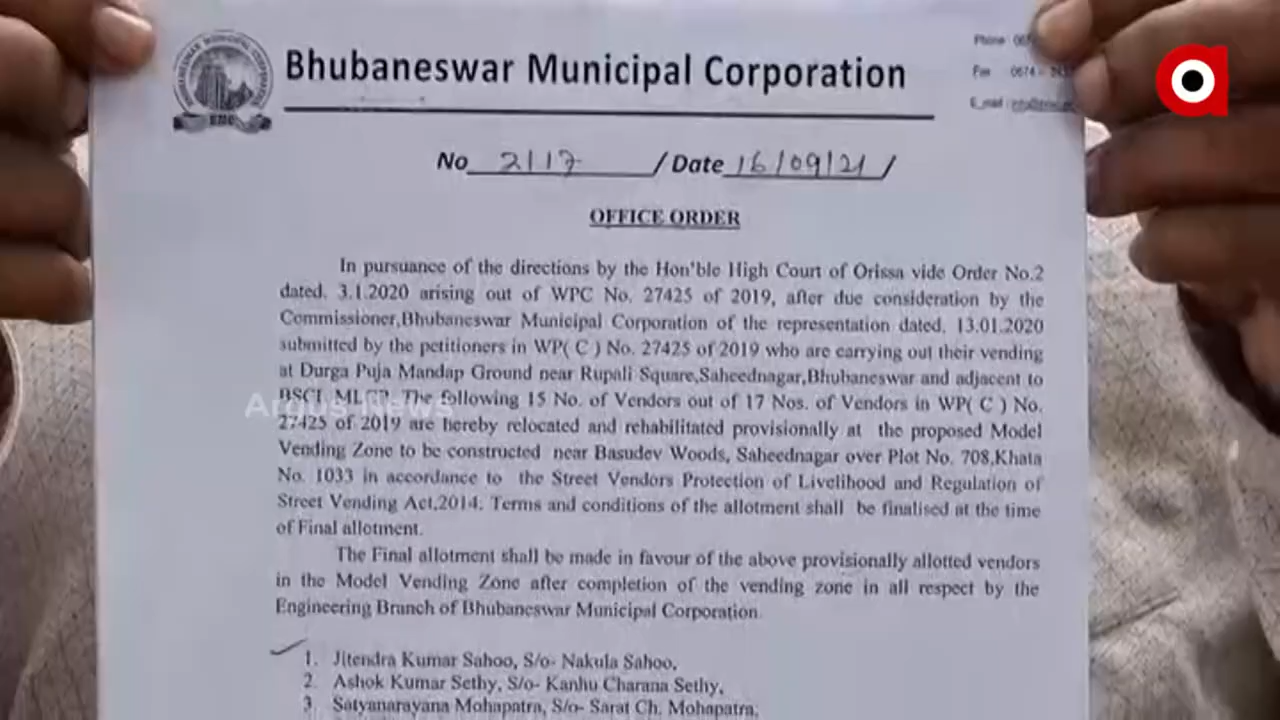 Bhubaneswar Municipal Corporation
Phone
Fax 0674 -
E_mail
BMC
No 2117 / Date 16/09/21/
OFFICE ORDER
In pursuance of the directions by the Hon'ble High Court of Orissa vide Order No.2
dated. 3.1.2020 arising out of WPC No. 27425 of 2019, after due consideration by the
Commissioner,Bhubaneswar Municipal Corporation of the representation dated. 13.01.2020
submitted by the petitioners in WP( C ) No. 27425 of 2019 who are carrying out their vending
at Durga Puja Mandap Ground near Rupali Square,Saheednagar,Bhubaneswar and adjacent to
BSCL MLCP. The following 15 No. of Vendors out of 17 Nos. of Vendors in WP( C ) No.
Argus News
27425 of 2019 are hereby relocated and rehabilitated provisionally at the proposed Model
Vending Zone to be constructed near Basudev Woods, Saheednagar over Plot No. 708,Khata
No. 1033 in accordance to the Street Vendors Protection of Livelihood and Regulation of
Street Vending Act,2014. Terms and conditions of the allotment shall be finalised at the time
of Final allotment.
The Final allotment shall be made in favour of the above provisionally allotted vendors
in the Model Vending Zone after completion of the vending zone in all respect by the
Engineering Branch of Bhubaneswar Municipal Corporation.
1. Jitendra Kumar Sahoo, S/o- Nakula Sahoo,
2. Ashok Kumar Sethy, S/o- Kanhu Charana Sethy,
3. Satyanarayana Mohapatra, S/o- Sarat Ch. Mohapatra,